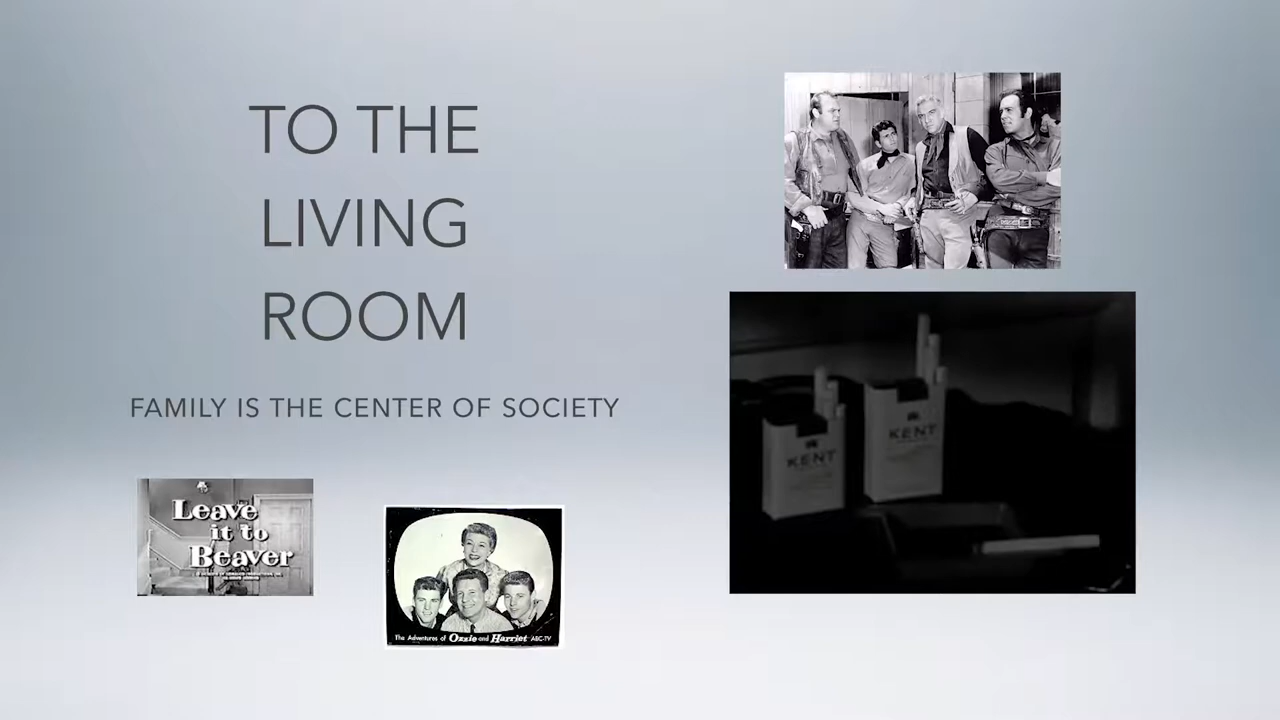 TO THE
LIVING
ROOM
FAMILY IS THE CENTER OF SOCIETY
Leave
it to
Beaver
The Adventures of Ozzie and Harriet ABC-TV
KENT
KENT